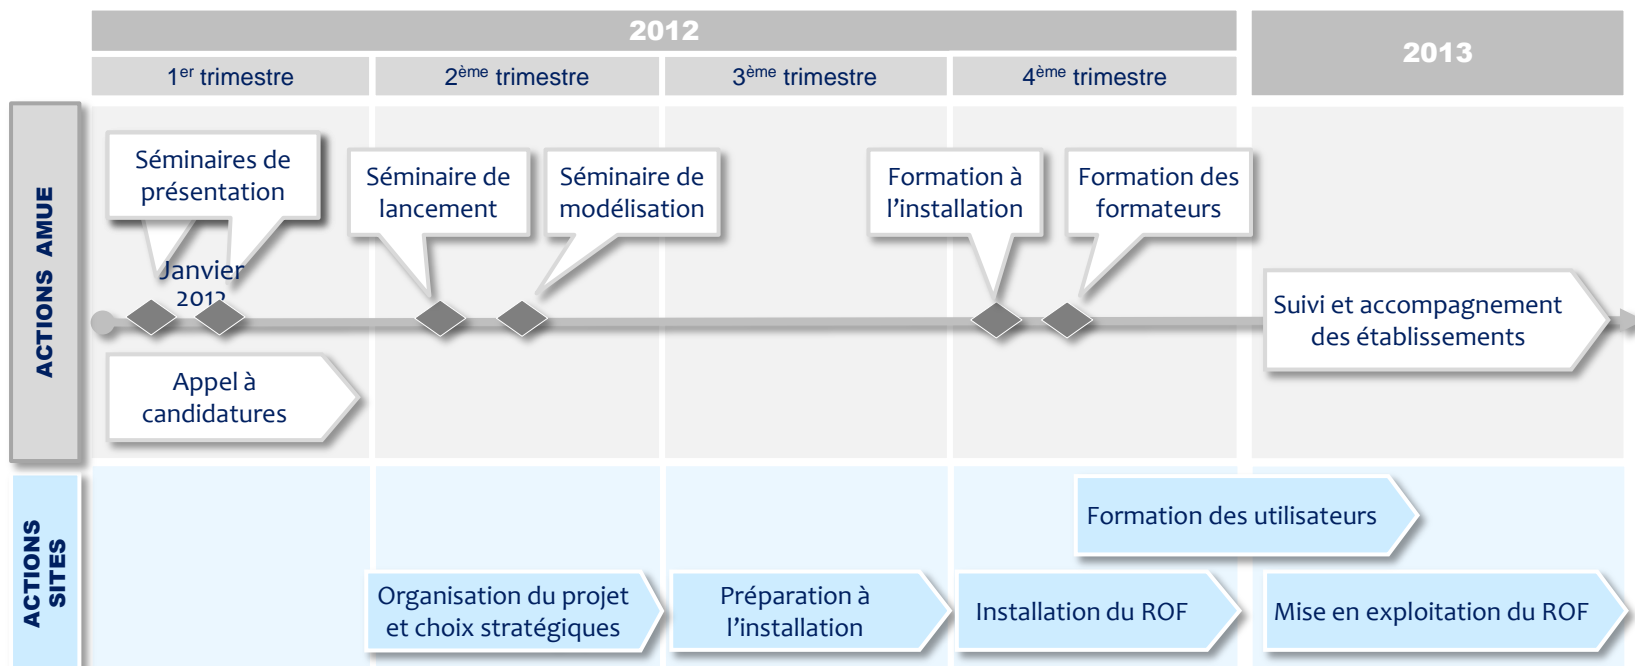 2012
2013
1er trimestre
2ème trimestre
3ème trimestre
4ème trimestre
ACTIONS AMUE
Séminaires de
présentation
Séminaire de
lancement
Séminaire de
modélisation
Formation à
l'installation
Formation des
formateurs
Janvier
2012
Suivi et accompagnement
des établissements
Appel à
candidatures
ACTIONS
SITES
Formation des utilisateurs
Organisation du projet
et choix stratégiques
Préparation à
l'installation
Installation du ROF
Mise en exploitation du ROF